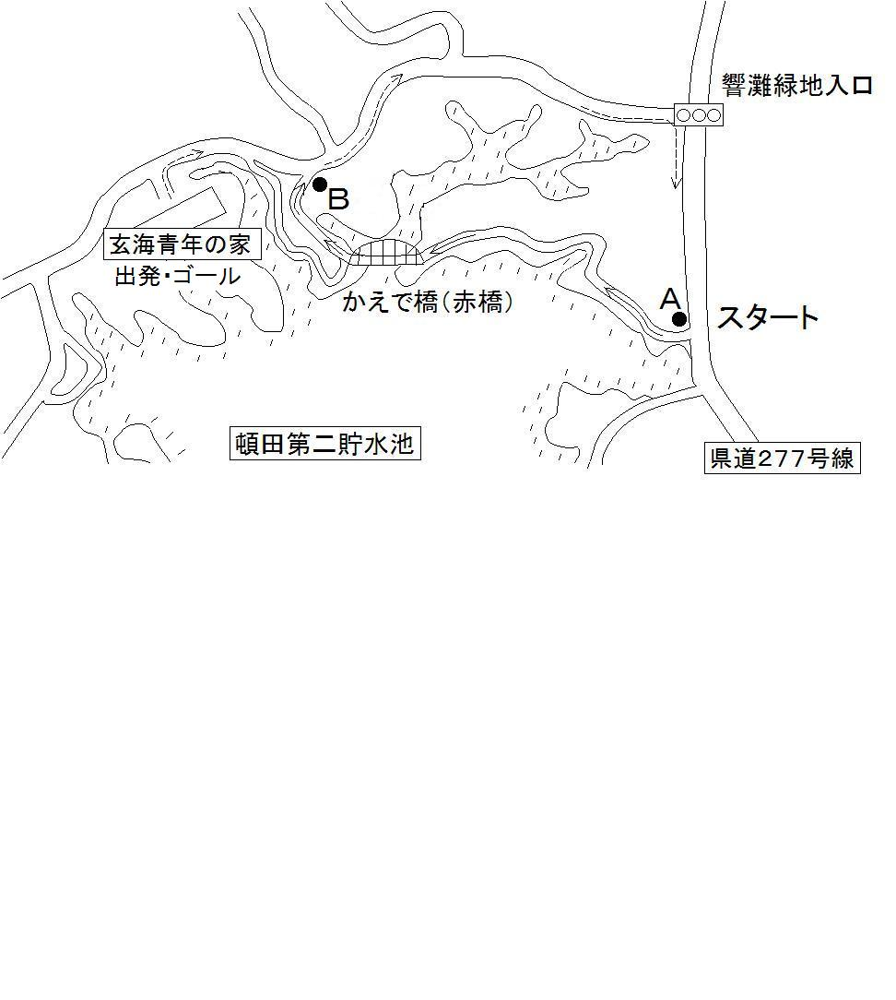 響灘緑地入口
B
玄海青年の家
出発・ゴール
かえで橋（赤橋）
A
スタート
頓田第二貯水池
県道277号線